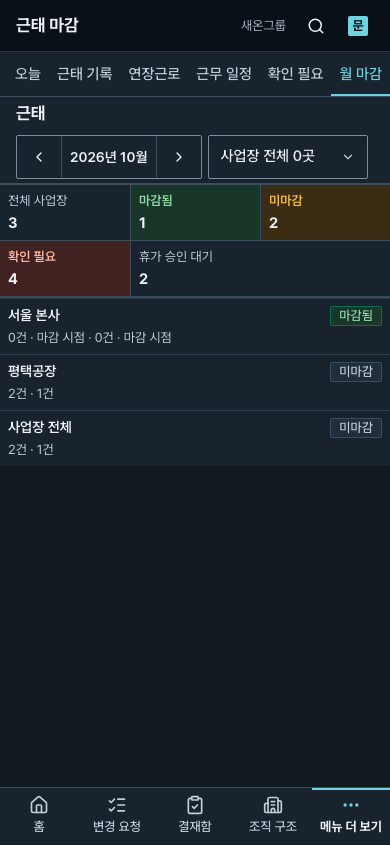 근태 마감
새온그룹
문
오늘 근태 기록 연장근로 근무 일정 확인 필요 월 마감
근태
2026년 10월
사업장 전체 0곳
전체 사업장
3
마감됨
1
미마감
2
확인 필요
4
휴가 승인 대기
2
서울 본사
마감됨
0건 · 마감 시점 · 0건 · 마감 시점
평택공장
미마감
2건 · 1건
사업장 전체
미마감
2건 · 1건
홈
변경 요청
결재함
조직 구조
메뉴 더 보기